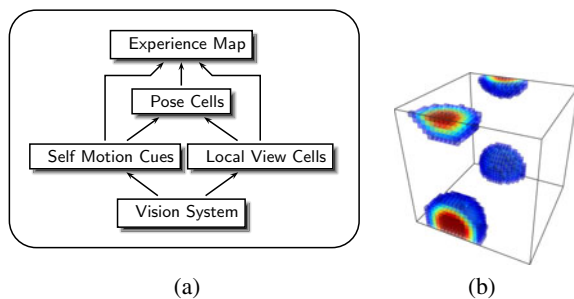 Experience Map
Pose Cells
Self Motion Cues
Local View Cells
Vision System
(a)
(b)